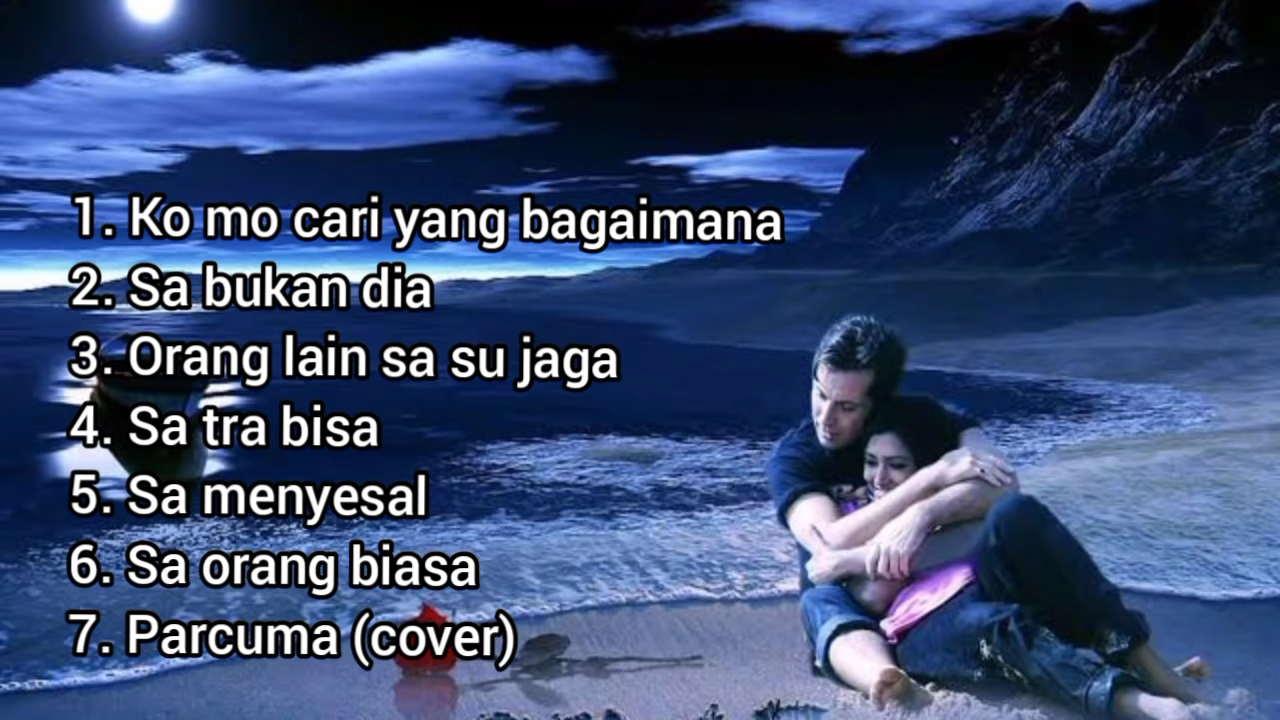 1. Ko mo cari yang bagaimana
2. Sa bukan dia
3. Orang lain sa su jaga
4. Sa tra bisa
5. Sa menyesal
6. Sa orang biasa
7. Parcuma (cover)